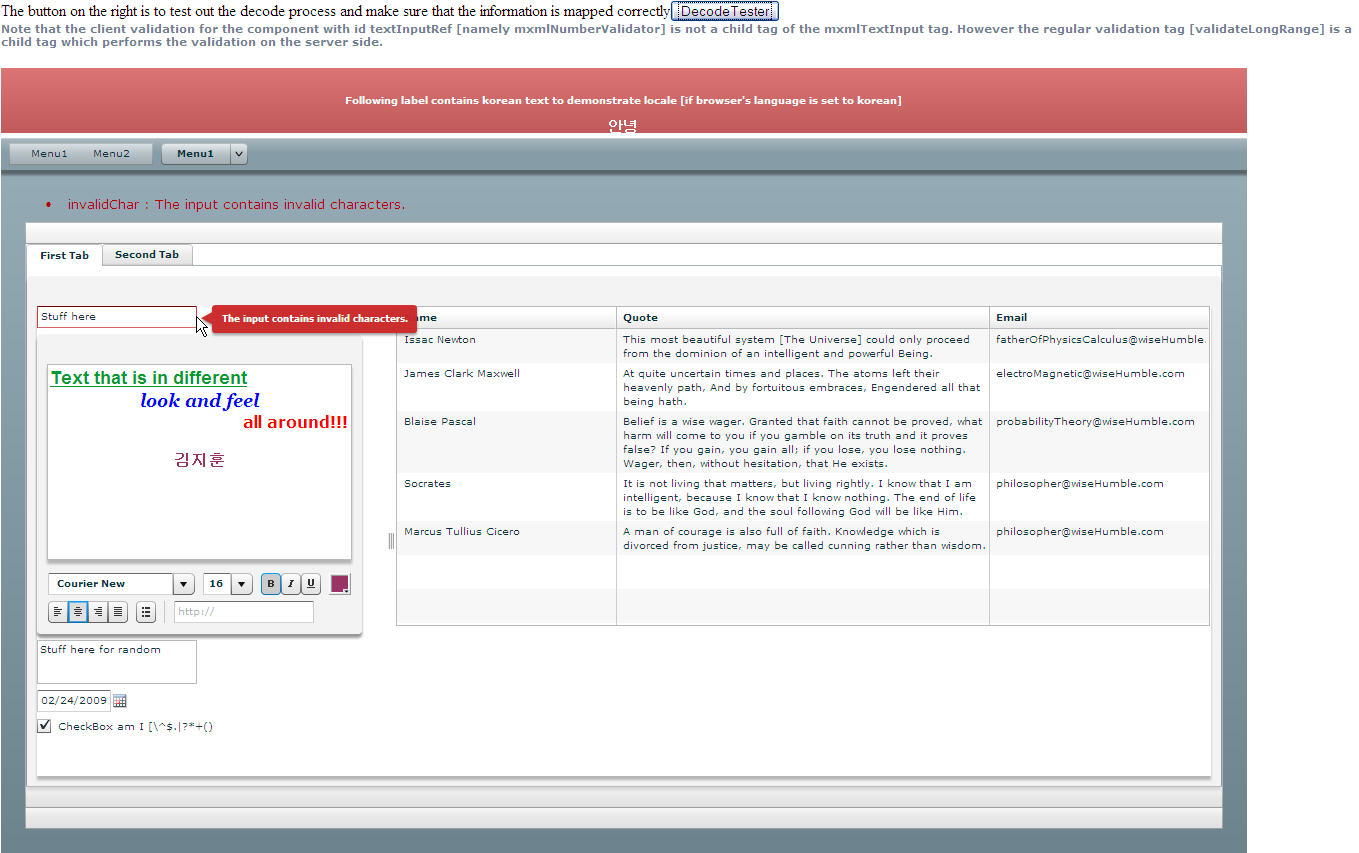 The button on the right is to test out the decode process and make sure that the information is mapped correctly DecodeTester
Note that the client validation for the component with id textInputRef [namely mxmlNumberValidator] is not a child tag of the mxmlTextInput tag. However the regular validation tag [validateLongRange] is a
child tag which performs the validation on the server side.
Following label contains korean text to demonstrate locale [if browser's language is set to korean]
안녕
Menu1 Menu2 Menu1
• invalidChar : The input contains invalid characters.
First Tab Second Tab
Stuff here
The input contains invalid characters.
Text that is in different
look and feel
all around!!!
김지훈
Courier New 16 B I U
http://
Stuff here for random
02/24/2009
CheckBox am I [\^$.|?*+()
me Quote Email
Issac Newton
This most beautiful system [The Universe] could only proceed
from the dominion of an intelligent and powerful Being.
fatherOfPhysicsCalculus@wiseHumble.
James Clark Maxwell
At quite uncertain times and places. The atoms left their
heavenly path, And by fortuitous embraces, Engendered all that
being hath.
electroMagnetic@wiseHumble.com
Blaise Pascal
Belief is a wise wager. Granted that faith cannot be proved, what
harm will come to you if you gamble on its truth and it proves
false? If you gain, you gain all; if you lose, you lose nothing.
Wager, then, without hesitation, that He exists.
probabilityTheory@wiseHumble.com
Socrates
It is not living that matters, but living rightly. I know that I am
intelligent, because I know that I know nothing. The end of life
is to be like God, and the soul following God will be like Him.
philosopher@wiseHumble.com
Marcus Tullius Cicero
A man of courage is also full of faith. Knowledge which is
divorced from justice, may be called cunning rather than wisdom.
philosopher@wiseHumble.com